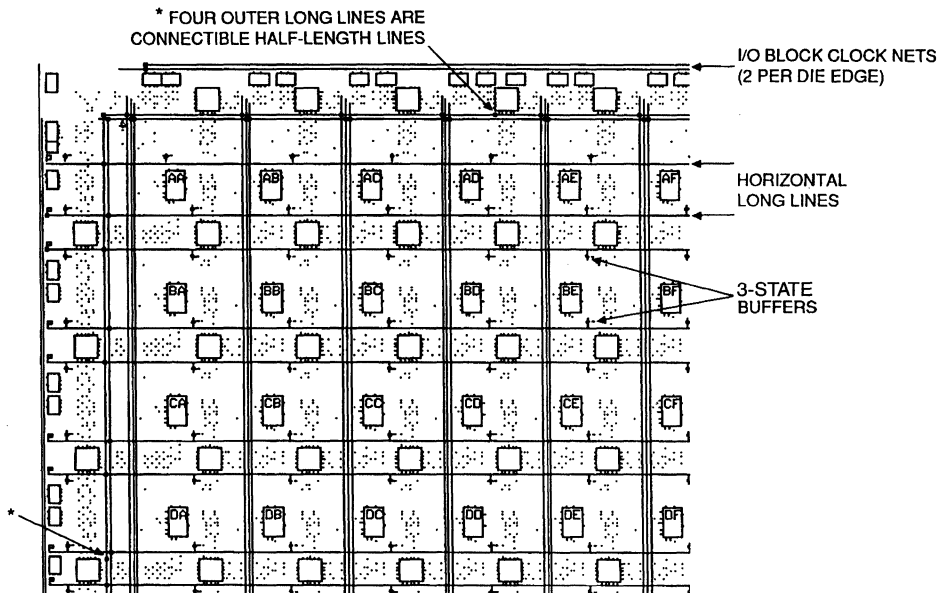 * FOUR OUTER LONG LINES ARE
CONNECTIBLE HALF-LENGTH LINES
I/O BLOCK CLOCK NETS
(2 PER DIE EDGE)
AA AB AC AD AE AF
HORIZONTAL
LONG LINES
BA BB BC BD BE BF
3-STATE
BUFFERS
CA CB CC CD CE CF
DA DB DC DD DE DF
*